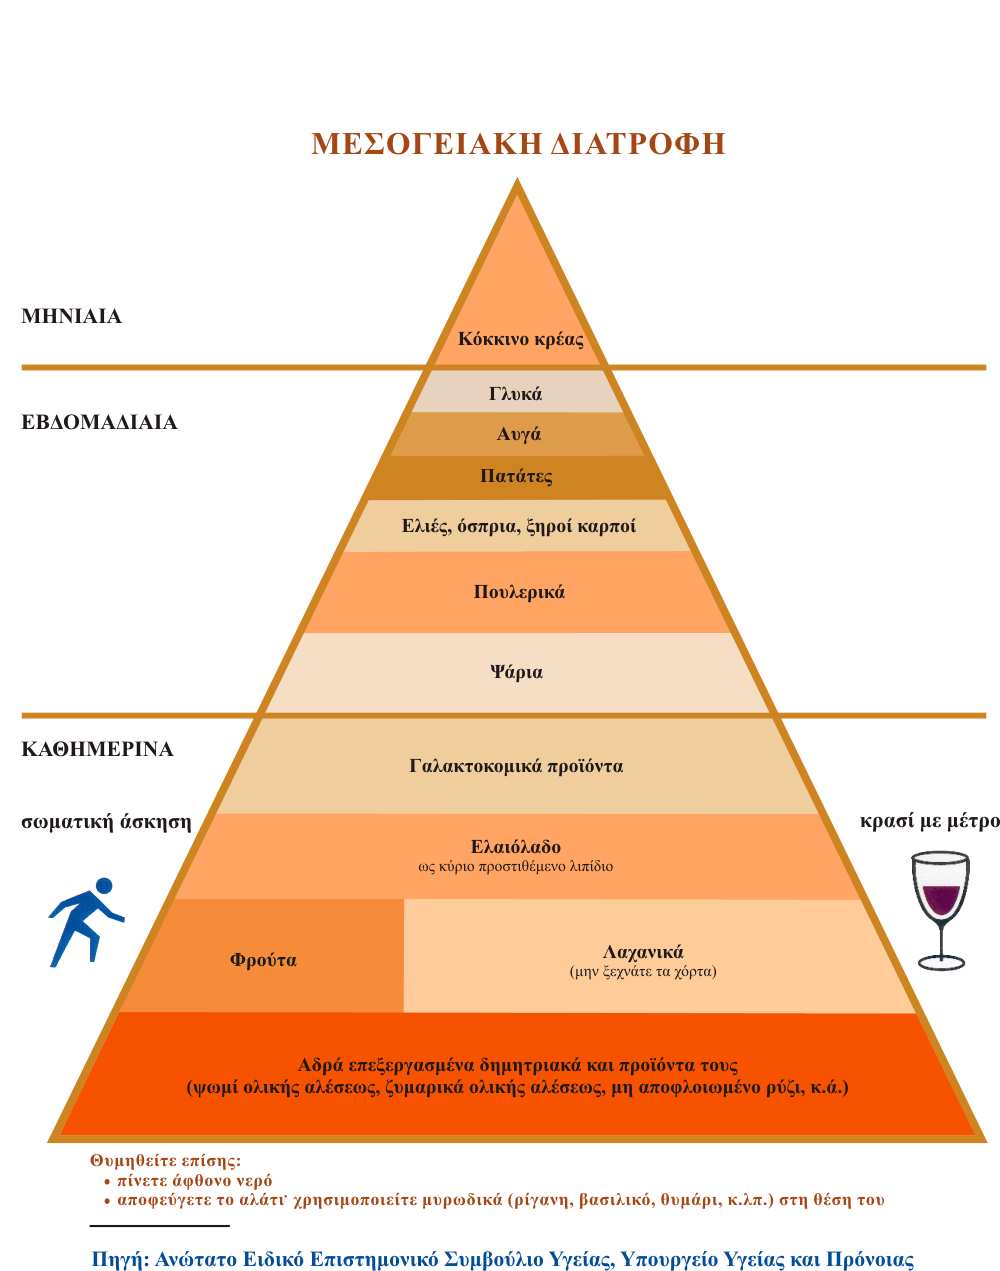 ΜΕΣΟΓΕΙΑΚΗ ΔΙΑΤΡΟΦΗ
ΜΗΝΙΑΙΑ
Κόκκινο κρέας
ΕΒΔΟΜΑΔΙΑΙΑ
Γλυκά
Αυγά
Πατάτες
Ελιές, όσπρια, ξηροί καρποί
Πουλερικά
Ψάρια
ΚΑΘΗΜΕΡΙΝΑ
Γαλακτοκομικά προϊόντα
σωματική άσκηση
κρασί με μέτρο
Ελαιόλαδο
ως κύριο προστιθέμενο λιπίδιο
Φρούτα
Λαχανικά
(μην ξεχνάτε τα χόρτα)
Αδρά επεξεργασμένα δημητριακά και προϊόντα τους
(ψωμί ολικής αλέσεως, ζυμαρικά ολικής αλέσεως, μη αποφλοιωμένο ρύζι, κ.ά.)
Θυμηθείτε επίσης:
• πίνετε άφθονο νερό
• αποφεύγετε το αλάτι· χρησιμοποιείτε μυρωδικά (ρίγανη, βασιλικό, θυμάρι, κ.λπ.) στη θέση του
Πηγή: Ανώτατο Ειδικό Επιστημονικό Συμβούλιο Υγείας, Υπουργείο Υγείας και Πρόνοιας